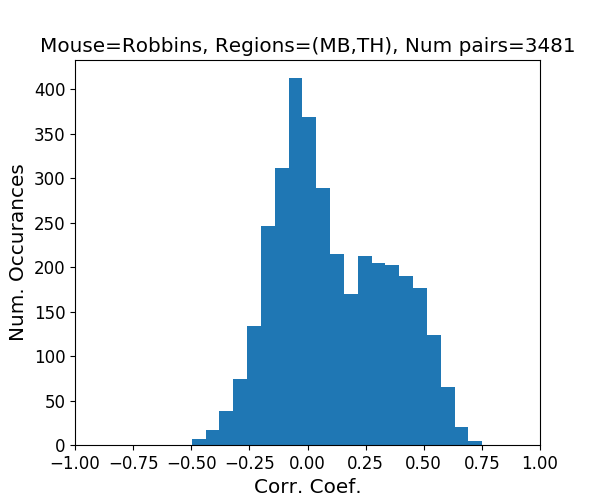 Mouse=Robbins, Regions=(MB,TH), Num pairs=3481
Num. Occurances
400
350
300
250
200
150
100
50
0
−1.00 −0.75 −0.50 −0.25 0.00 0.25 0.50 0.75 1.00
Corr. Coef.